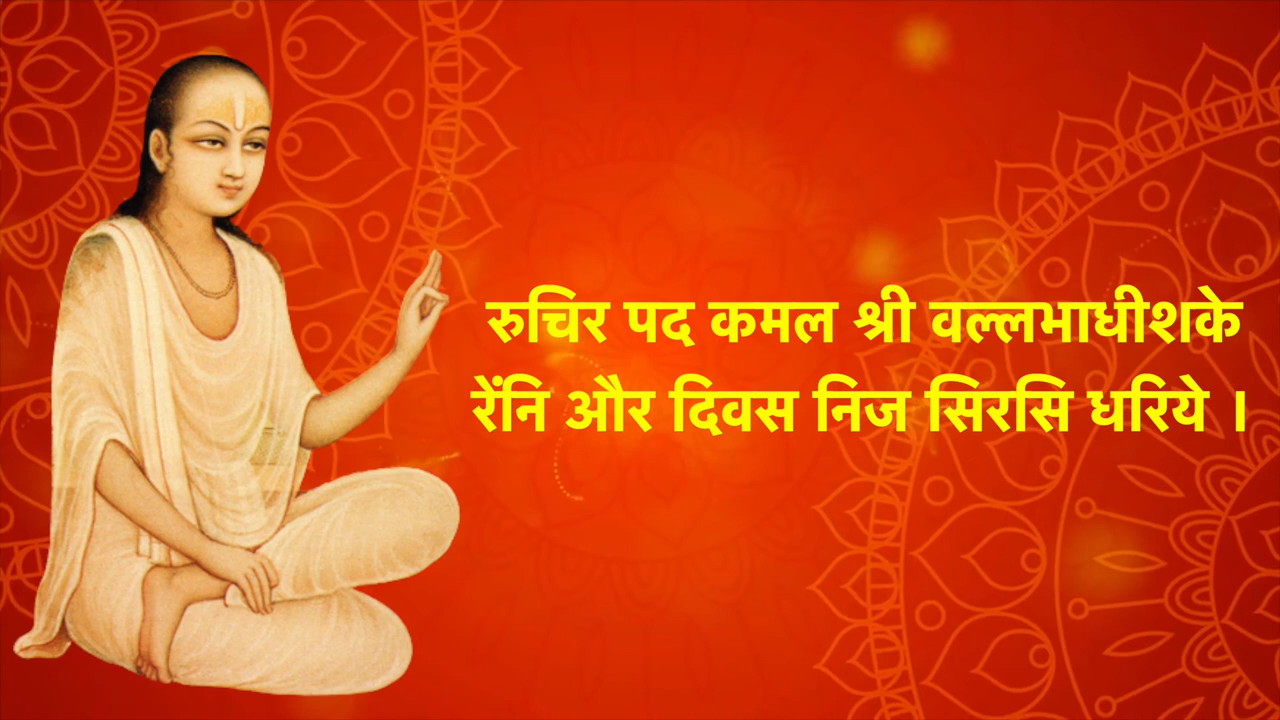 रुचिर पद कमल श्री वल्लभाधीशके
रेंनि और दिवस निज सिरसि धरिये ।